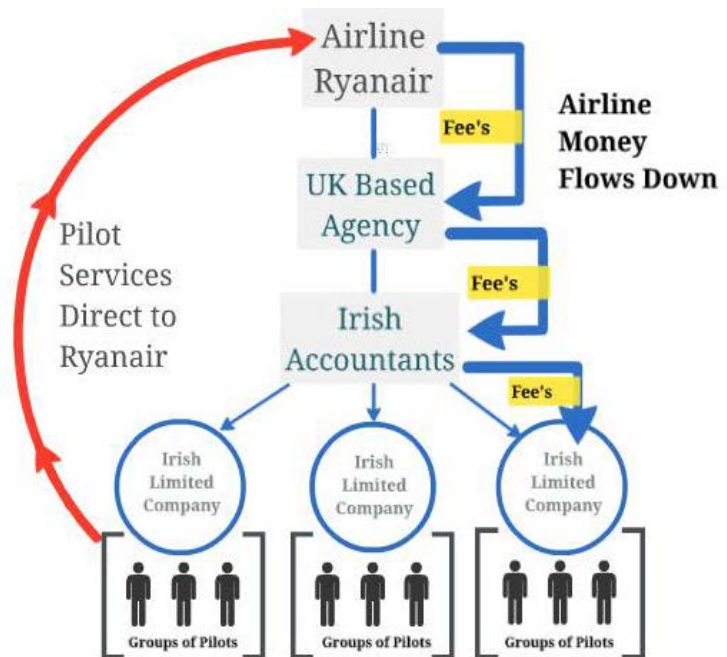 Airline
Ryanair
Fee's
Airline
Money
Flows Down
UK Based
Agency
Pilot
Services
Direct to
Ryanair
Fee's
Irish
Accountants
Fee's
Irish
Limited
Company
Irish
Limited
Company
Irish
Limited
Company
Groups of Pilots
Groups of Pilots
Groups of Pilots